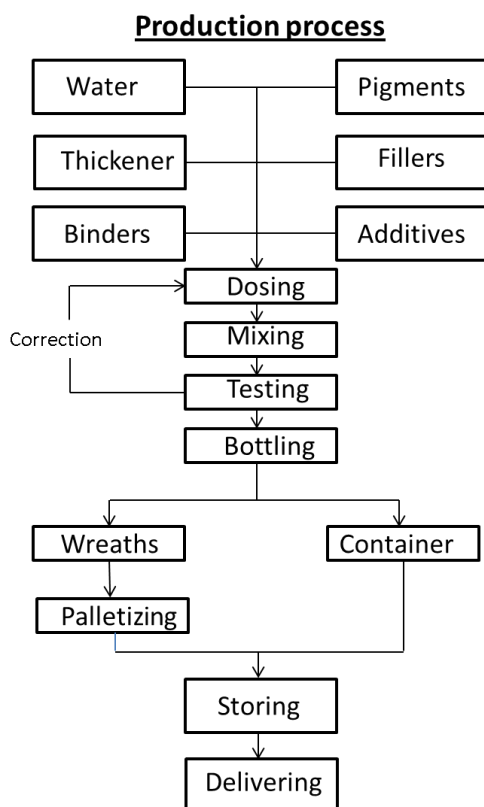 Production process
Water
Pigments
Thickener
Fillers
Binders
Additives
Dosing
Correction
Mixing
Testing
Bottling
Wreaths
Container
Palletizing
Storing
Delivering